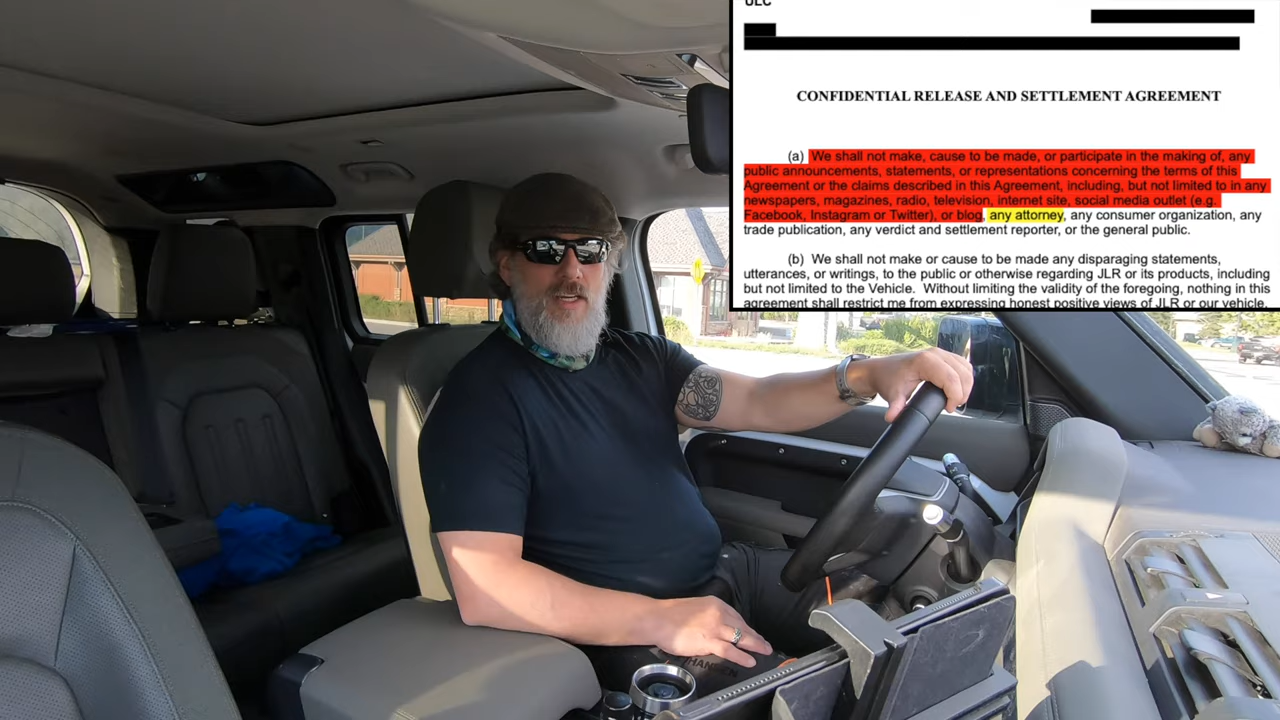 CONFIDENTIAL RELEASE AND SETTLEMENT AGREEMENT
(a) We shall not make, cause to be made, or participate in the making of, any
public announcements, statements, or representations concerning the terms of this
Agreement or the claims described in this Agreement, including, but not limited to in any
newspapers, magazines, radio, television, internet site, social media outlet (e.g.
Facebook, Instagram or Twitter), or blog, any attorney, any consumer organization, any
trade publication, any verdict and settlement reporter, or the general public.
(b) We shall not make or cause to be made any disparaging statements,
utterances, or writings, to the public or otherwise regarding JLR or its products, including
but not limited to the Vehicle. Without limiting the validity of the foregoing, nothing in this
agreement shall restrict me from expressing honest positive views of JLR or our vehicle.